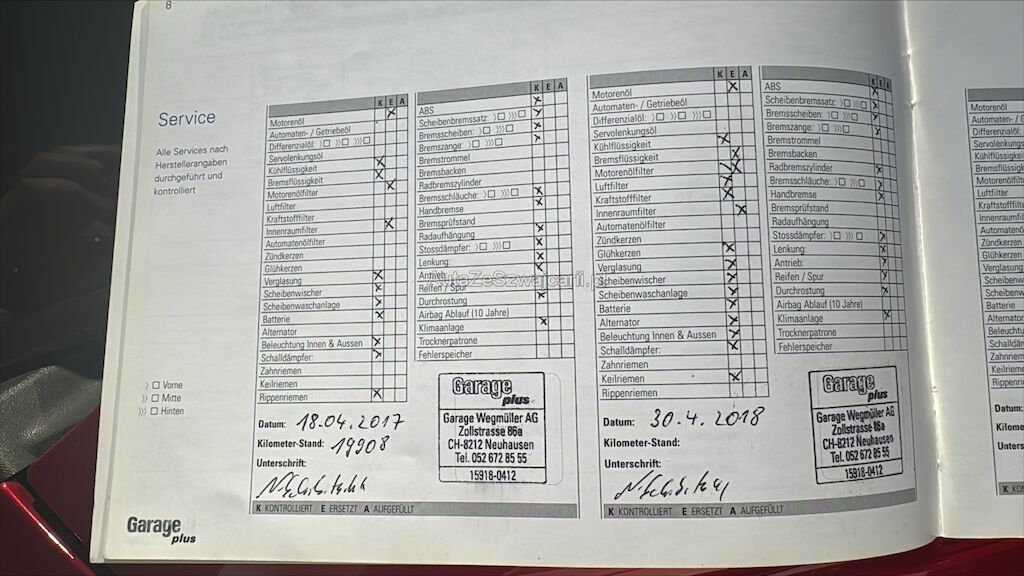 8
Service
Alle Services nach
Herstellerangaben
durchgeführt und
kontrolliert
〉 ☐ Vorne
〉〉 ☐ Mitte
〉〉〉 ☐ Hinten
Garage
plus
K E A
Motorenöl
Automaten- / Getriebeöl
Differenzialöl: 〉☐ 〉〉☐ 〉〉〉☐
Servolenkungsöl
Kühlflüssigkeit
Bremsflüssigkeit
Motorenölfilter
Luftfilter
Kraftstofffilter
Innenraumfilter
Automatenölfilter
Zündkerzen
Glühkerzen
Verglasung
Scheibenwischer
Scheibenwaschanlage
Batterie
Alternator
Beleuchtung Innen & Aussen
Schalldämpfer:
Zahnriemen
Keilriemen
Rippenriemen
K E A
ABS
Scheibenbremssatz: 〉☐ 〉〉〉☐
Bremsscheiben: 〉☐ 〉〉〉☐
Bremszange: 〉☐ 〉〉〉☐
Bremstrommel
Bremsbacken
Radbremszylinder
Bremsschläuche: 〉☐ 〉〉〉☐
Handbremse
Bremsprüfstand
Radaufhängung
Stossdämpfer: 〉☐ 〉〉〉☐
Lenkung:
Antrieb:
Reifen / Spur
Durchrostung
Airbag Ablauf (10 Jahre)
Klimaanlage
Trocknerpatrone
Fehlerspeicher
Datum: 18.04.2017
Kilometer-Stand: 19908
Unterschrift:
Garage
plus
Garage Wegmüller AG
Zollstrasse 86a
CH-8212 Neuhausen
Tel. 052 672 85 55
15918-0412
K KONTROLLIERT E ERSETZT A AUFGEFÜLLT
K E A
Motorenöl
Automaten- / Getriebeöl
Differenzialöl: 〉☐ 〉〉☐ 〉〉〉☐
Servolenkungsöl
Kühlflüssigkeit
Bremsflüssigkeit
Motorenölfilter
Luftfilter
Kraftstofffilter
Innenraumfilter
Automatenölfilter
Zündkerzen
Glühkerzen
Verglasung
Scheibenwischer
Scheibenwaschanlage
Batterie
Alternator
Beleuchtung Innen & Aussen
Schalldämpfer:
Zahnriemen
Keilriemen
Rippenriemen
K E A
ABS
Scheibenbremssatz: 〉☐ 〉〉〉☐
Bremsscheiben: 〉☐ 〉〉〉☐
Bremszange: 〉☐ 〉〉〉☐
Bremstrommel
Bremsbacken
Radbremszylinder
Bremsschläuche: 〉☐ 〉〉〉☐
Handbremse
Bremsprüfstand
Radaufhängung
Stossdämpfer: 〉☐ 〉〉〉☐
Lenkung:
Antrieb:
Reifen / Spur
Durchrostung
Airbag Ablauf (10 Jahre)
Klimaanlage
Trocknerpatrone
Fehlerspeicher
Datum: 30.4.2018
Kilometer-Stand:
Unterschrift:
Garage
plus
Garage Wegmüller AG
Zollstrasse 86a
CH-8212 Neuhausen
Tel. 052 672 85 55
15918-0412
K KONTROLLIERT E ERSETZT A AUFGEFÜLLT
AutaZeSzwajcarii.pl